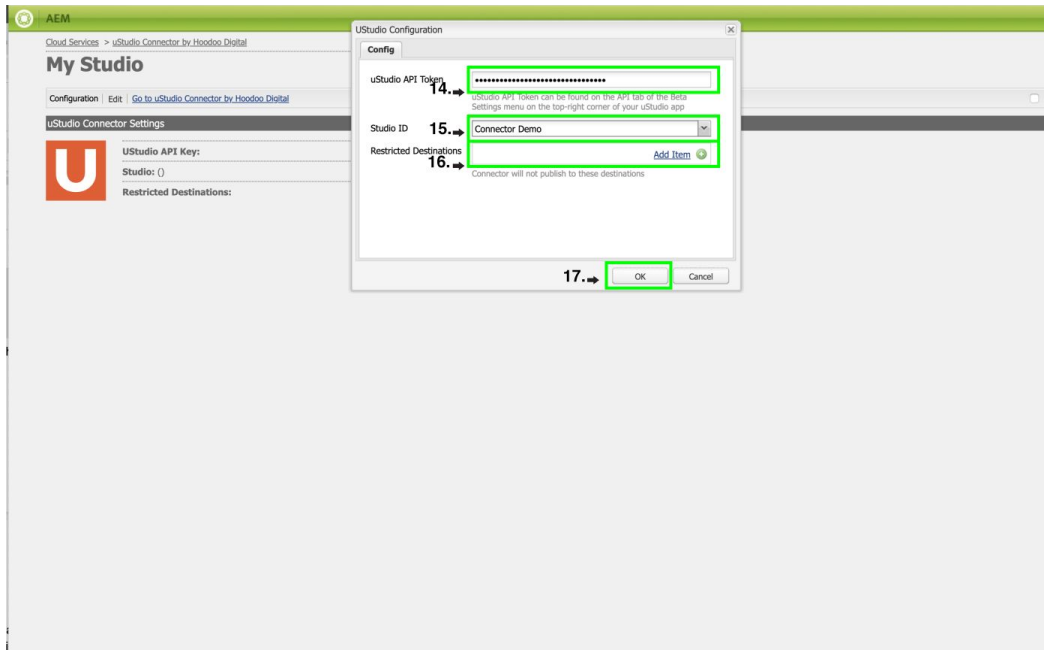 AEM
Cloud Services > uStudio Connector by Hoodoo Digital
My Studio
Configuration Edit Go to uStudio Connector by Hoodoo Digital
uStudio Connector Settings
U
UStudio API Key:
Studio: ()
Restricted Destinations:
UStudio Configuration
Config
uStudio API Token
14.
••••••••••••••••••••••••••••••••
uStudio API Token can be found on the API tab of the Beta
Settings menu on the top-right corner of your uStudio app
Studio ID 15. Connector Demo
Restricted Destinations
16.
Add Item
Connector will not publish to these destinations
17. OK Cancel